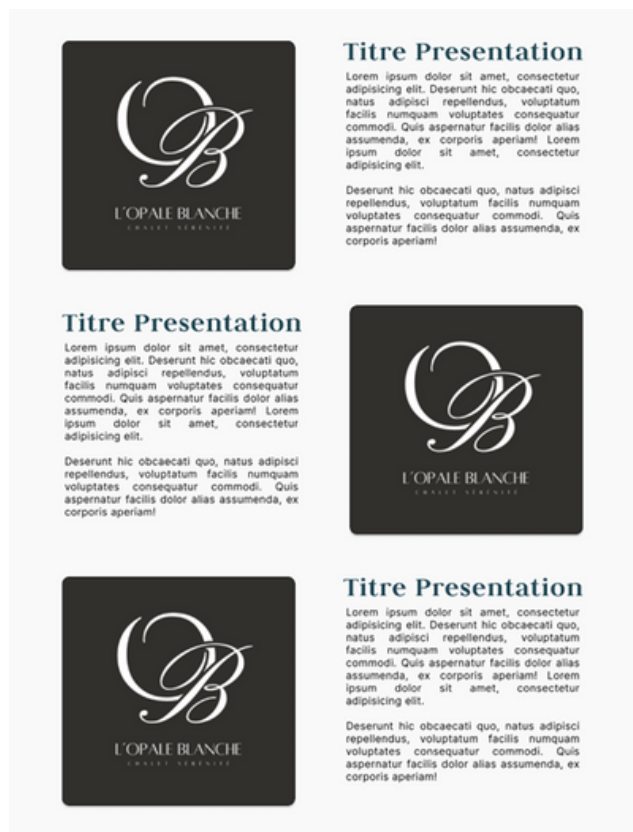 OB
L'OPALE BLANCHE
CHALET SÉRÉNITÉ
Titre Presentation
Lorem ipsum dolor sit amet, consectetur
adipisicing elit. Deserunt hic obcaecati quo,
natus adipisci repellendus, voluptatum
facilis numquam voluptates consequatur
commodi. Quis aspernatur facilis dolor alias
assumenda, ex corporis aperiam! Lorem
ipsum dolor sit amet, consectetur
adipisicing elit.
Deserunt hic obcaecati quo, natus adipisci
repellendus, voluptatum facilis numquam
voluptates consequatur commodi. Quis
aspernatur facilis dolor alias assumenda, ex
corporis aperiam!
Titre Presentation
Lorem ipsum dolor sit amet, consectetur
adipisicing elit. Deserunt hic obcaecati quo,
natus adipisci repellendus, voluptatum
facilis numquam voluptates consequatur
commodi. Quis aspernatur facilis dolor alias
assumenda, ex corporis aperiam! Lorem
ipsum dolor sit amet, consectetur
adipisicing elit.
Deserunt hic obcaecati quo, natus adipisci
repellendus, voluptatum facilis numquam
voluptates consequatur commodi. Quis
aspernatur facilis dolor alias assumenda, ex
corporis aperiam!
OB
L'OPALE BLANCHE
CHALET SÉRÉNITÉ
OB
L'OPALE BLANCHE
CHALET SÉRÉNITÉ
Titre Presentation
Lorem ipsum dolor sit amet, consectetur
adipisicing elit. Deserunt hic obcaecati quo,
natus adipisci repellendus, voluptatum
facilis numquam voluptates consequatur
commodi. Quis aspernatur facilis dolor alias
assumenda, ex corporis aperiam! Lorem
ipsum dolor sit amet, consectetur
adipisicing elit.
Deserunt hic obcaecati quo, natus adipisci
repellendus, voluptatum facilis numquam
voluptates consequatur commodi. Quis
aspernatur facilis dolor alias assumenda, ex
corporis aperiam!